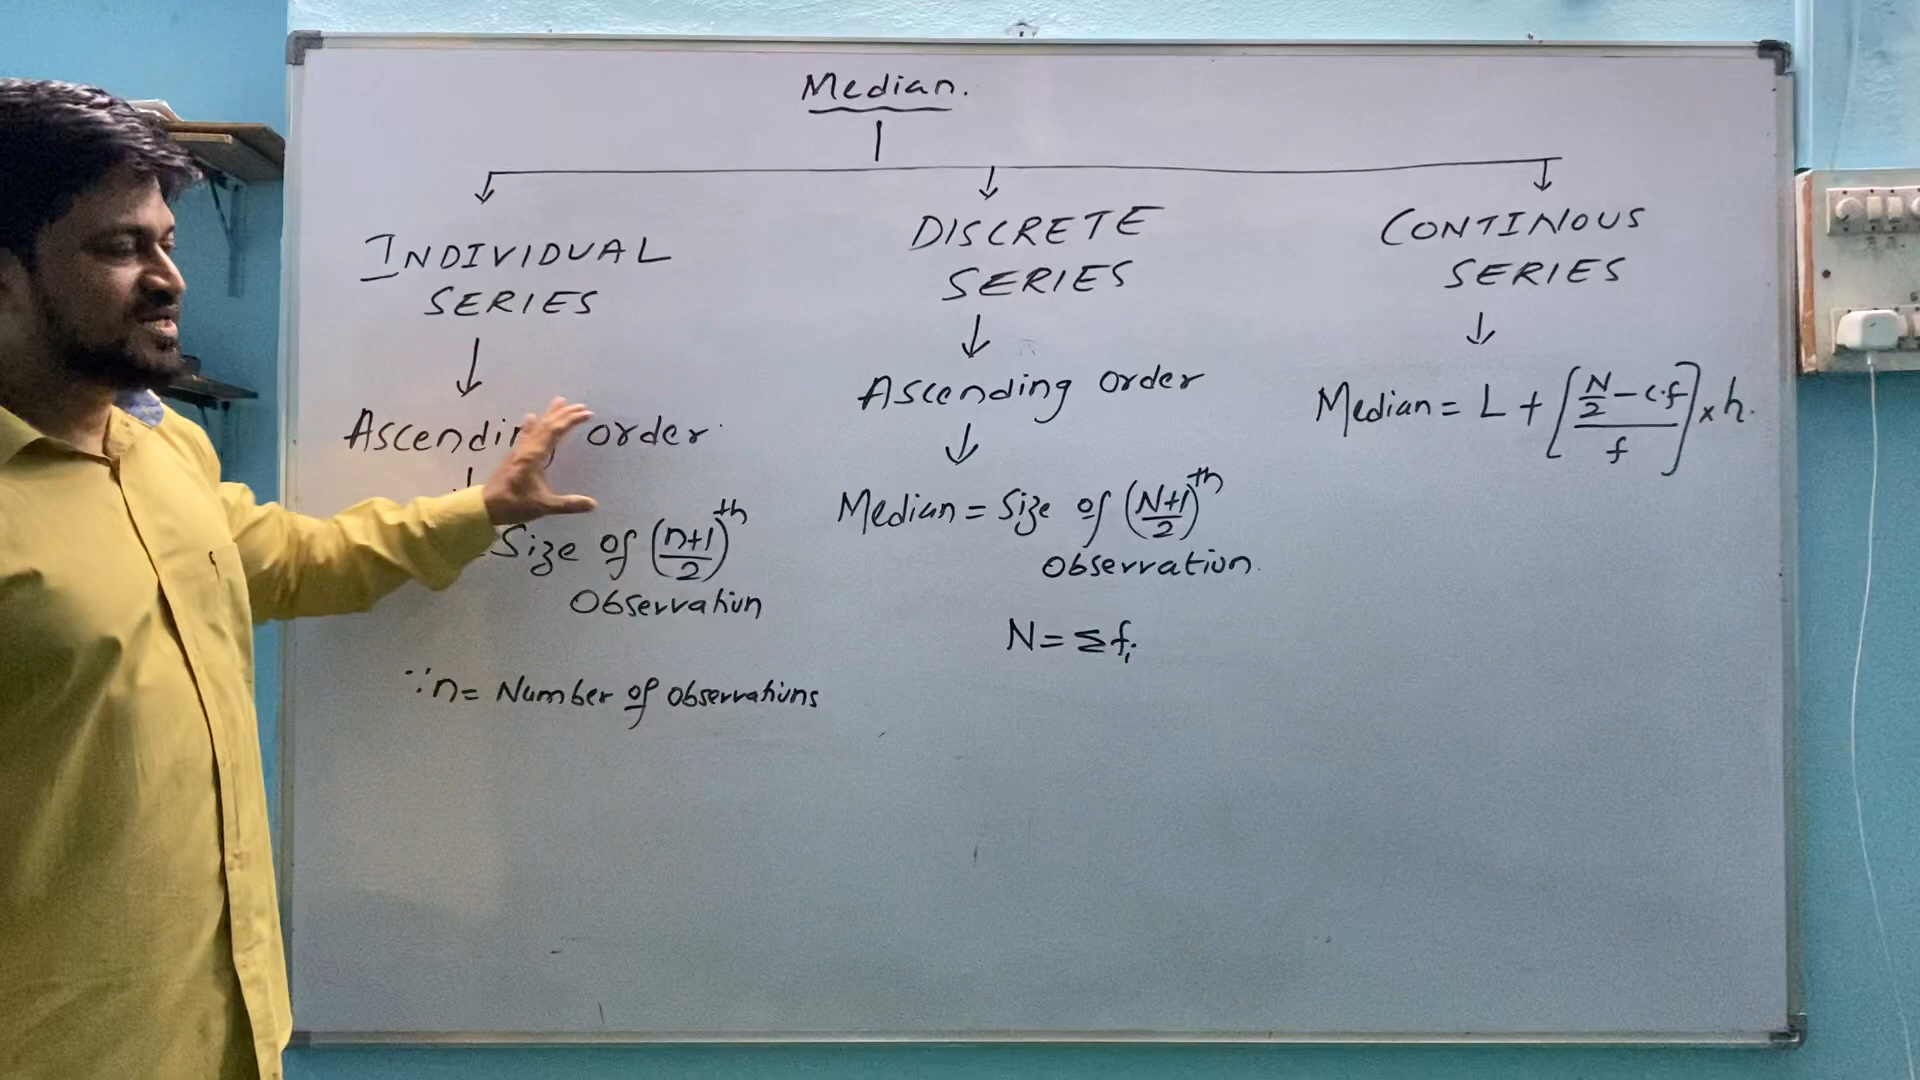 Median.
INDIVIDUAL
SERIES
Ascending order
= Size of (n+1/2)th
Observation
∵ n = Number of observations
DISCRETE
SERIES
Ascending order
Median = Size of (N+1/2)th
Observation.
N = Σfi
CONTINOUS
SERIES
Median = L + [N/2 - c.f/f] x h.